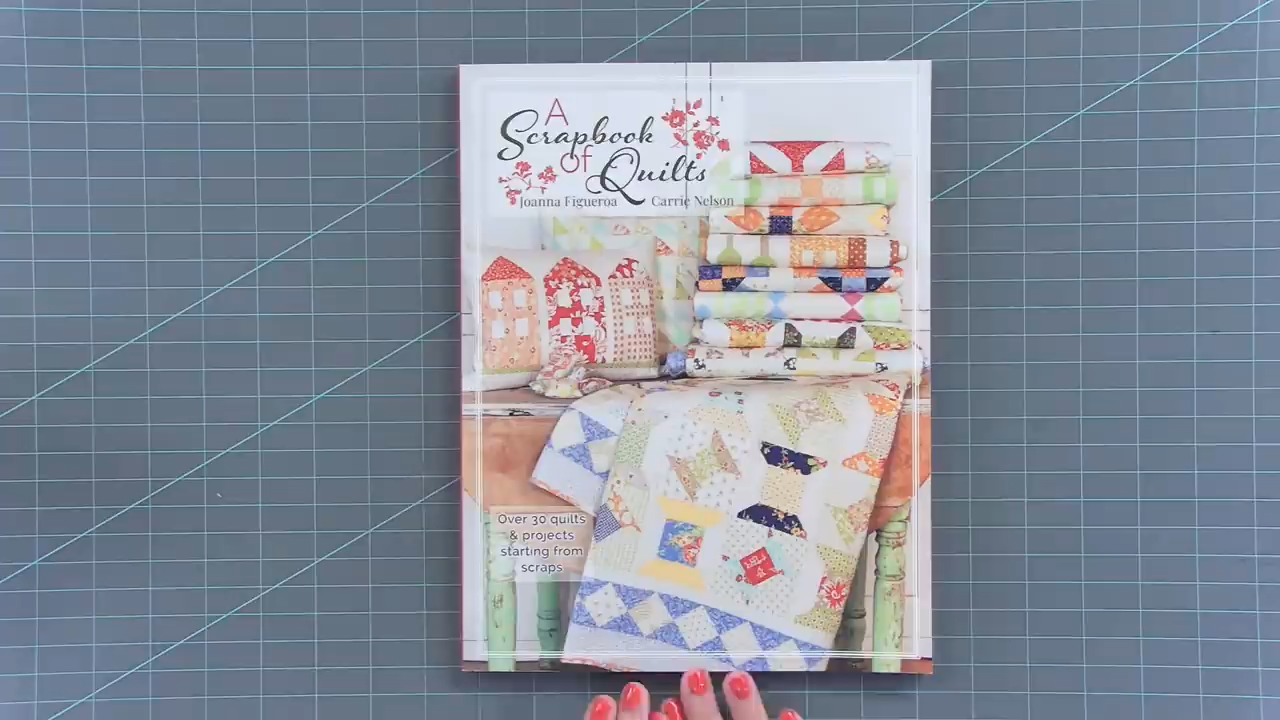 A
Scrapbook
of
Quilts
Joanna Figueroa Carrie Nelson
Over 30 quilts
& projects
starting from
scraps